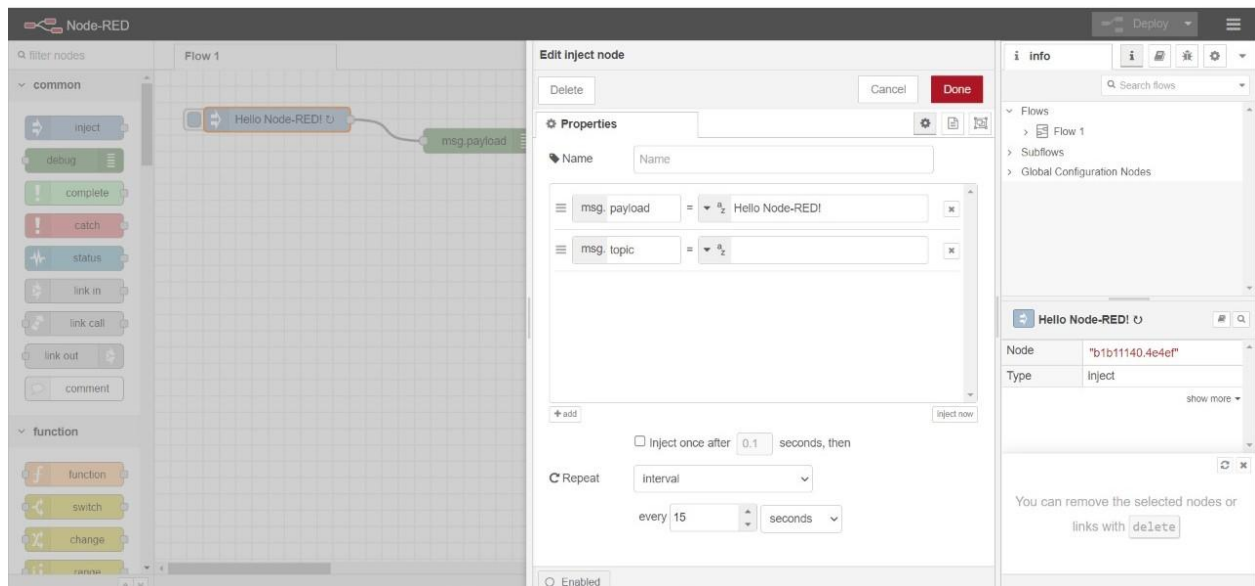 Node-RED
Deploy
filter nodes
common
inject
debug
complete
catch
status
link in
link call
link out
comment
function
function
switch
change
range
Flow 1
Hello Node-RED! ↻
msg.payload
Edit inject node
Delete
Cancel
Done
Properties
Name
Name
msg. payload = a z Hello Node-RED!
msg. topic = a z
+ add
inject now
Inject once after 0.1 seconds, then
Repeat
interval
every 15 seconds
Enabled
i info
i
Search flows
Flows
Flow 1
Subflows
Global Configuration Nodes
Hello Node-RED! ↻
Node "b1b11140.4e4ef"
Type inject
show more
You can remove the selected nodes or
links with delete